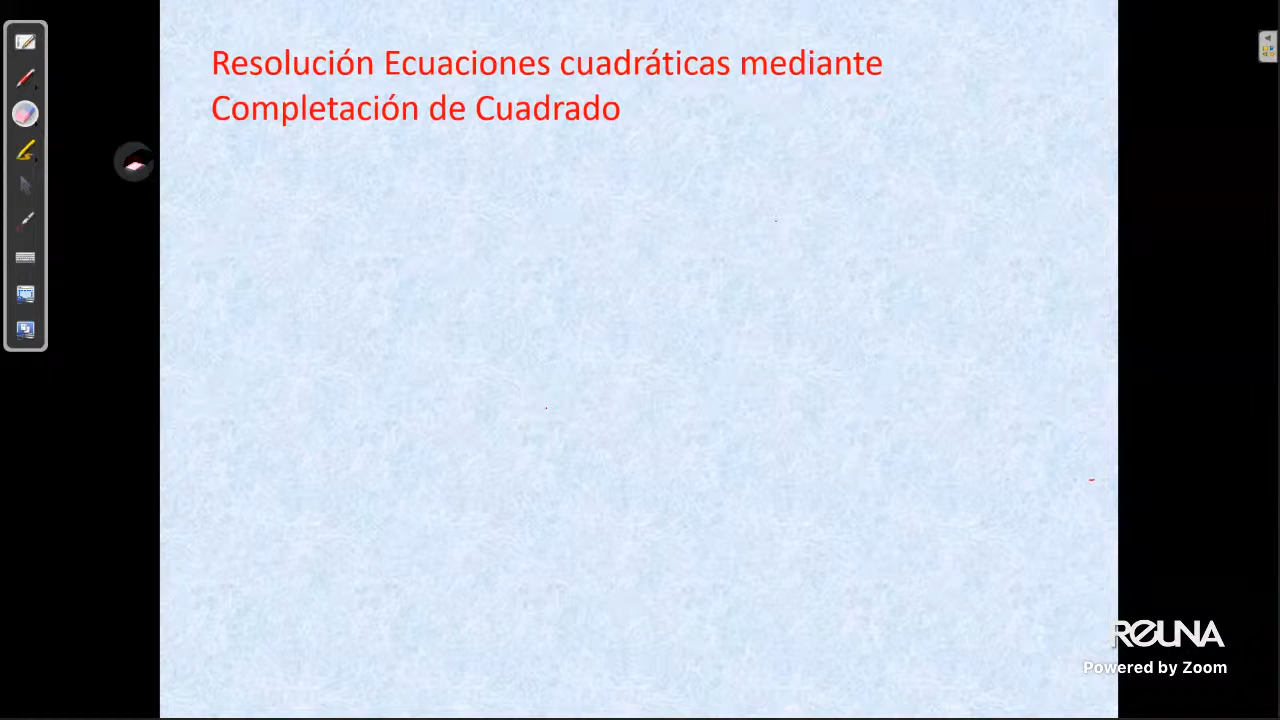 Resolución Ecuaciones cuadráticas mediante
Completación de Cuadrado
REUNA
Powered by Zoom